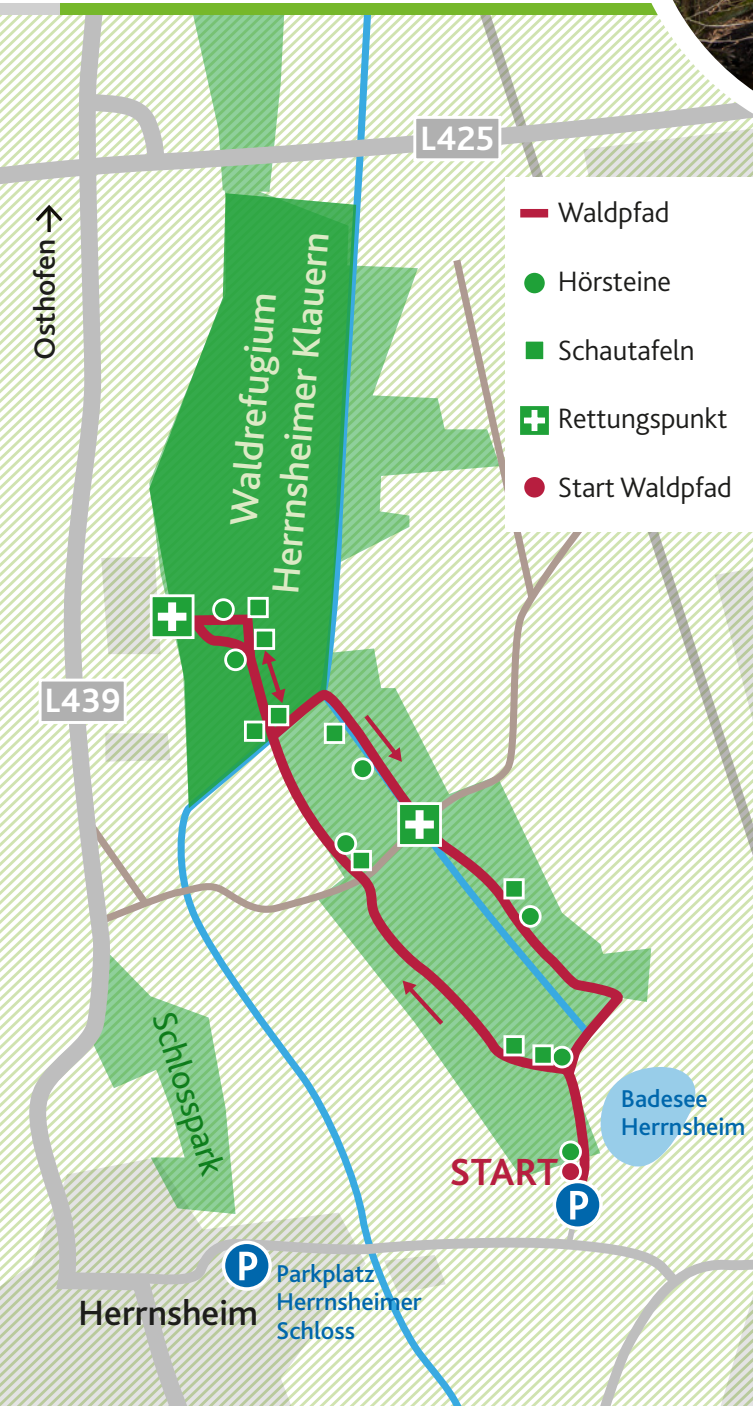 L425
Osthofen →
Waldpfad
Hörsteine
Schautafeln
Rettungspunkt
Start Waldpfad
Waldrefugium
Herrnsheimer Klauern
L439
Schlosspark
Badesee
Herrnsheim
START
P
P
Parkplatz
Herrnsheimer
Schloss
Herrnsheim